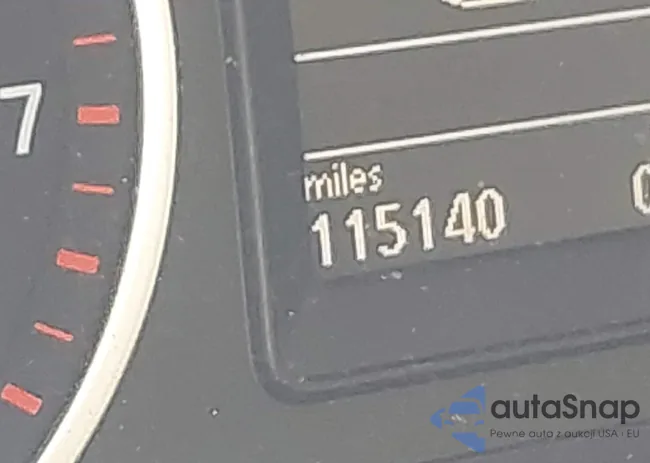 7
miles
115140
autaSnap
Pewne auta z aukcji USA - EU